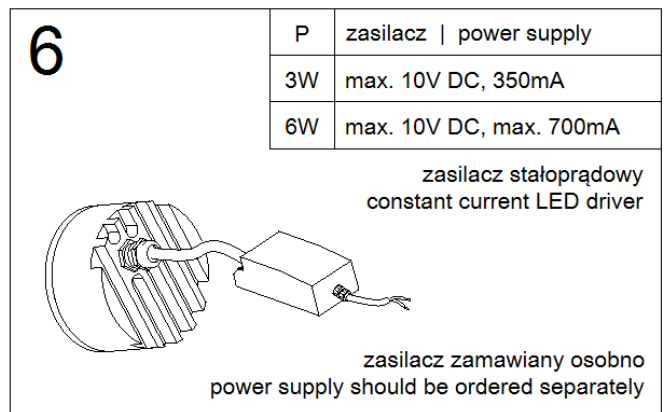 6
P zasilacz | power supply
3W max. 10V DC, 350mA
6W max. 10V DC, max. 700mA
zasilacz stałoprądowy
constant current LED driver
zasilacz zamawiany osobno
power supply should be ordered separately